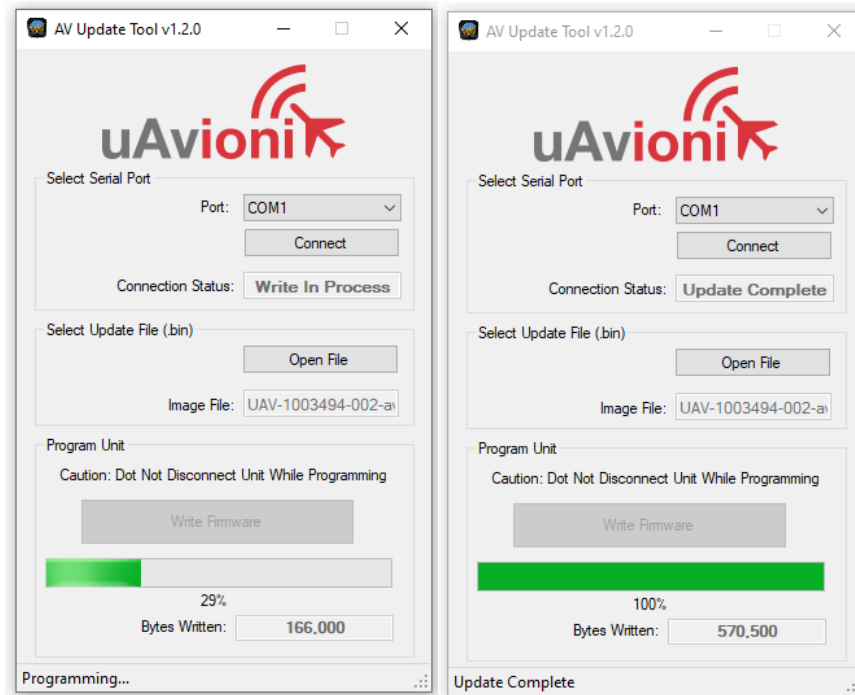 AV Update Tool v1.2.0
uAvionix
Select Serial Port
Port: COM1
Connect
Connection Status: Write In Process
Select Update File (.bin)
Open File
Image File: UAV-1003494-002-av
Program Unit
Caution: Dot Not Disconnect Unit While Programming
Write Firmware
29%
Bytes Written: 166,000
Programming...
AV Update Tool v1.2.0
uAvionix
Select Serial Port
Port: COM1
Connect
Connection Status: Update Complete
Select Update File (.bin)
Open File
Image File: UAV-1003494-002-av
Program Unit
Caution: Dot Not Disconnect Unit While Programming
Write Firmware
100%
Bytes Written: 570,500
Update Complete